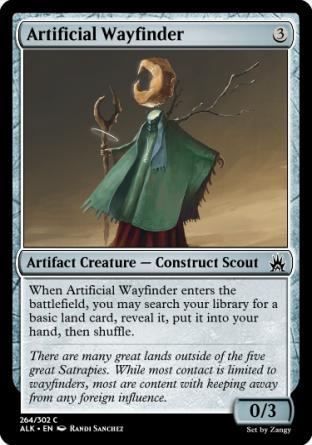 Artificial Wayfinder 3
Artifact Creature — Construct Scout
When Artificial Wayfinder enters the
battlefield, you may search your library for a
basic land card, reveal it, put it into your
hand, then shuffle.
There are many great lands outside of the five
great Satrapies. While most contact is limited to
wayfinders, most are content with keeping away
from any foreign influence.
0/3
264/302 C
ALK • EN Randi Sanchez
Set by Zangy